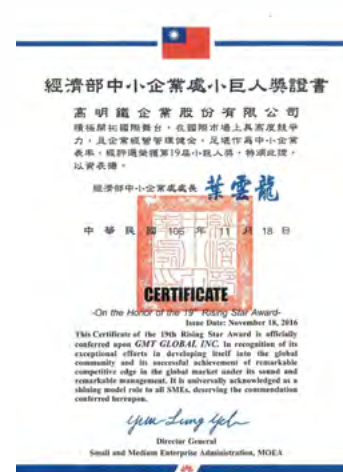 經濟部中小企業處小巨人獎證書
高明鐵企業股份有限公司
積極開拓國際舞台，在國際市場上具高度競爭
力，且企業經營管理健全，足堪作為中小企業
表率，經評選榮獲第19屆小巨人獎，特頒此證，
以資表揚。
經濟部中小企業處處長 葉雲龍
中華民國 105 年 11 月 18 日
CERTIFICATE
-On the Honor of the 19th Rising Star Award-
Issue Date: November 18, 2016
This Certificate of the 19th Rising Star Award is officially
conferred upon GMT GLOBAL INC. In recognition of its
exceptional efforts in developing itself into the global
community and its successful achievement of remarkable
competitive edge in the global market under its sound and
remarkable management. It is universally acknowledged as a
shining model role to all SMEs, deserving the commendation
conferred hereupon.
Yun Lung Yeh
Director General
Small and Medium Enterprise Administration, MOEA